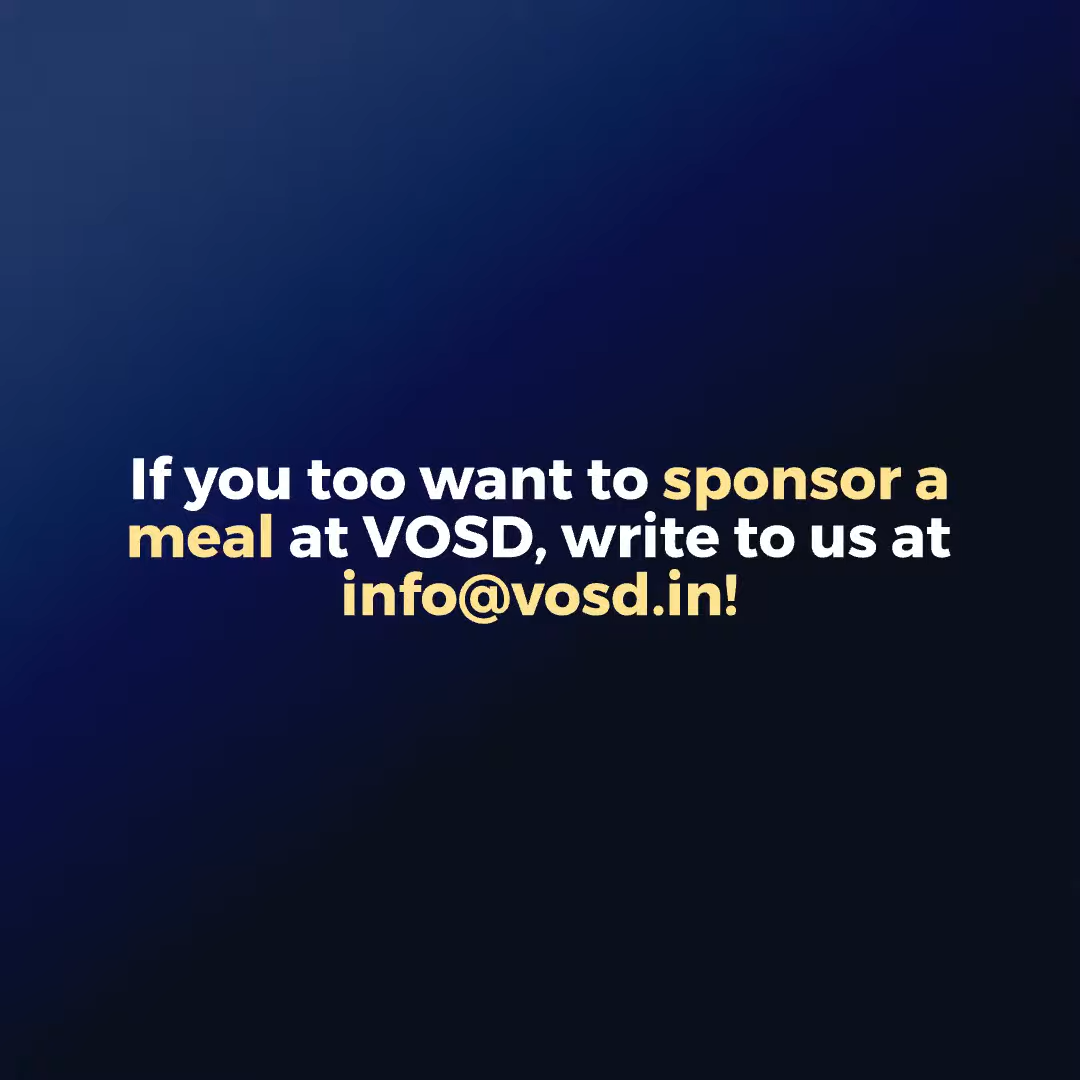 If you too want to sponsor a
meal at VOSD, write to us at
info@vosd.in!